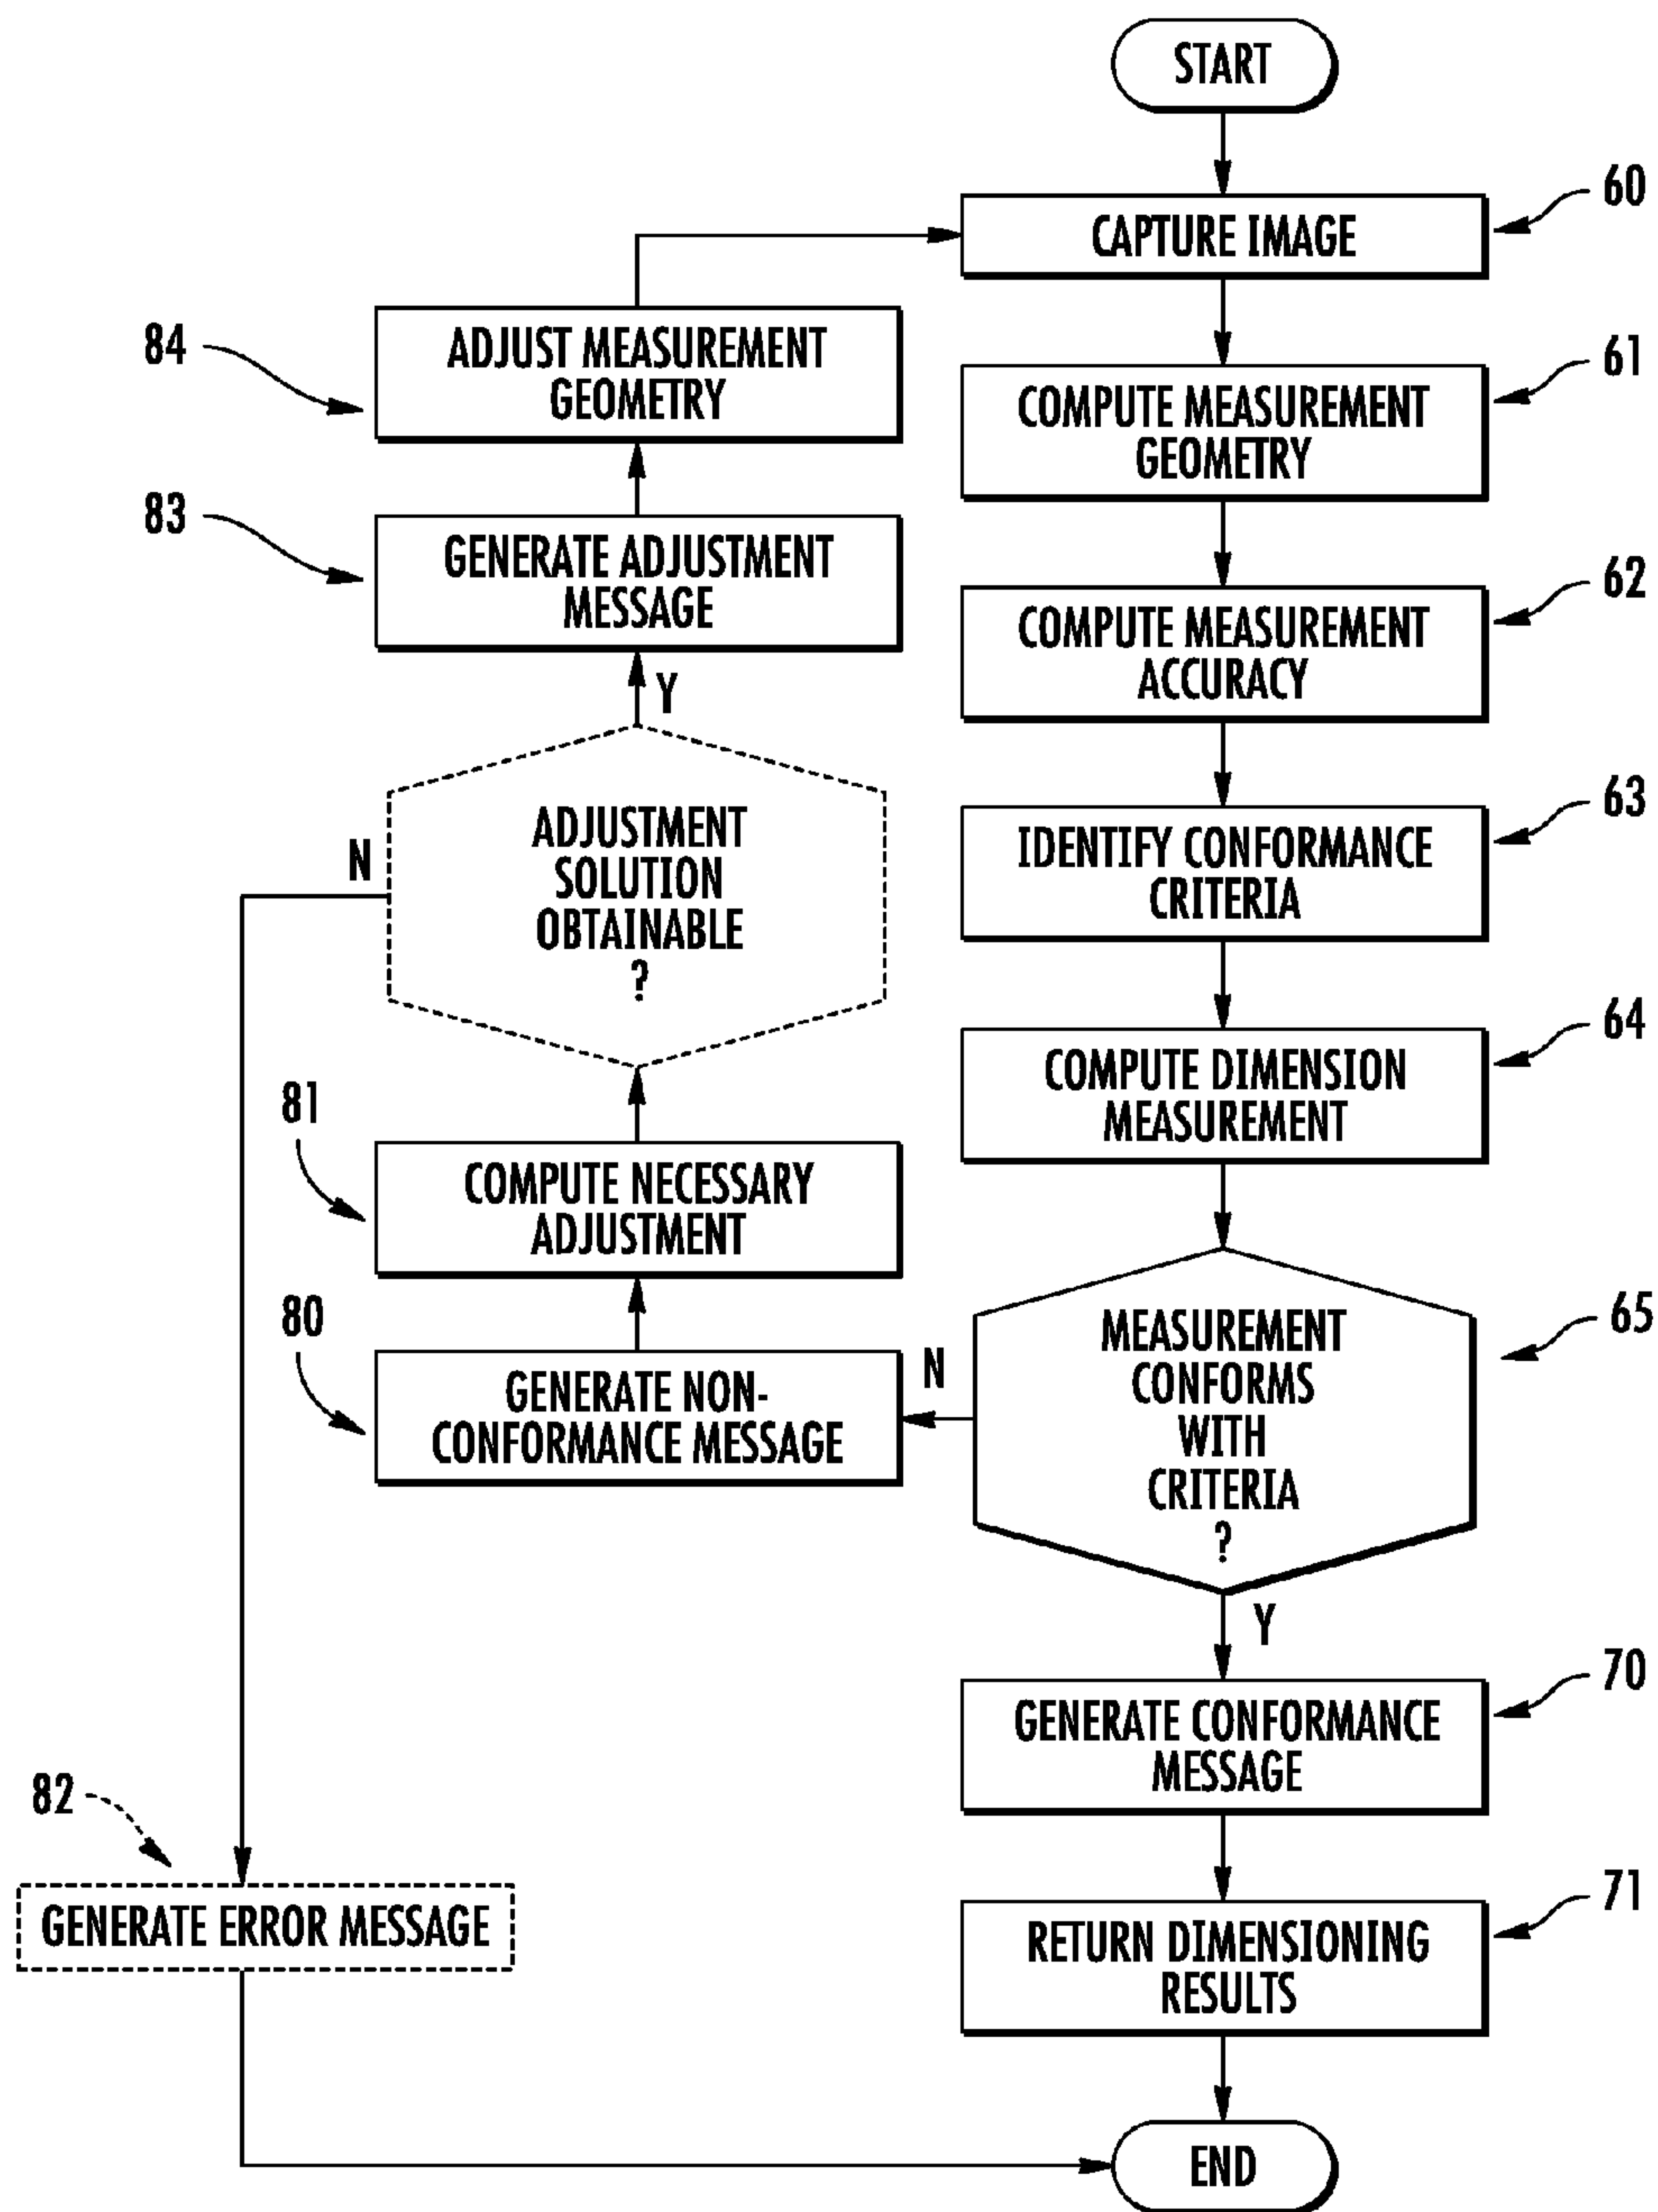 START
CAPTURE IMAGE
60
COMPUTE MEASUREMENT
GEOMETRY
61
COMPUTE MEASUREMENT
ACCURACY
62
IDENTIFY CONFORMANCE
CRITERIA
63
COMPUTE DIMENSION
MEASUREMENT
64
MEASUREMENT
CONFORMS
WITH
CRITERIA
?
65
N
Y
GENERATE CONFORMANCE
MESSAGE
70
RETURN DIMENSIONING
RESULTS
71
END
80
GENERATE NON-
CONFORMANCE MESSAGE
81
COMPUTE NECESSARY
ADJUSTMENT
ADJUSTMENT
SOLUTION
OBTAINABLE
?
N
Y
82
GENERATE ERROR MESSAGE
83
GENERATE ADJUSTMENT
MESSAGE
84
ADJUST MEASUREMENT
GEOMETRY